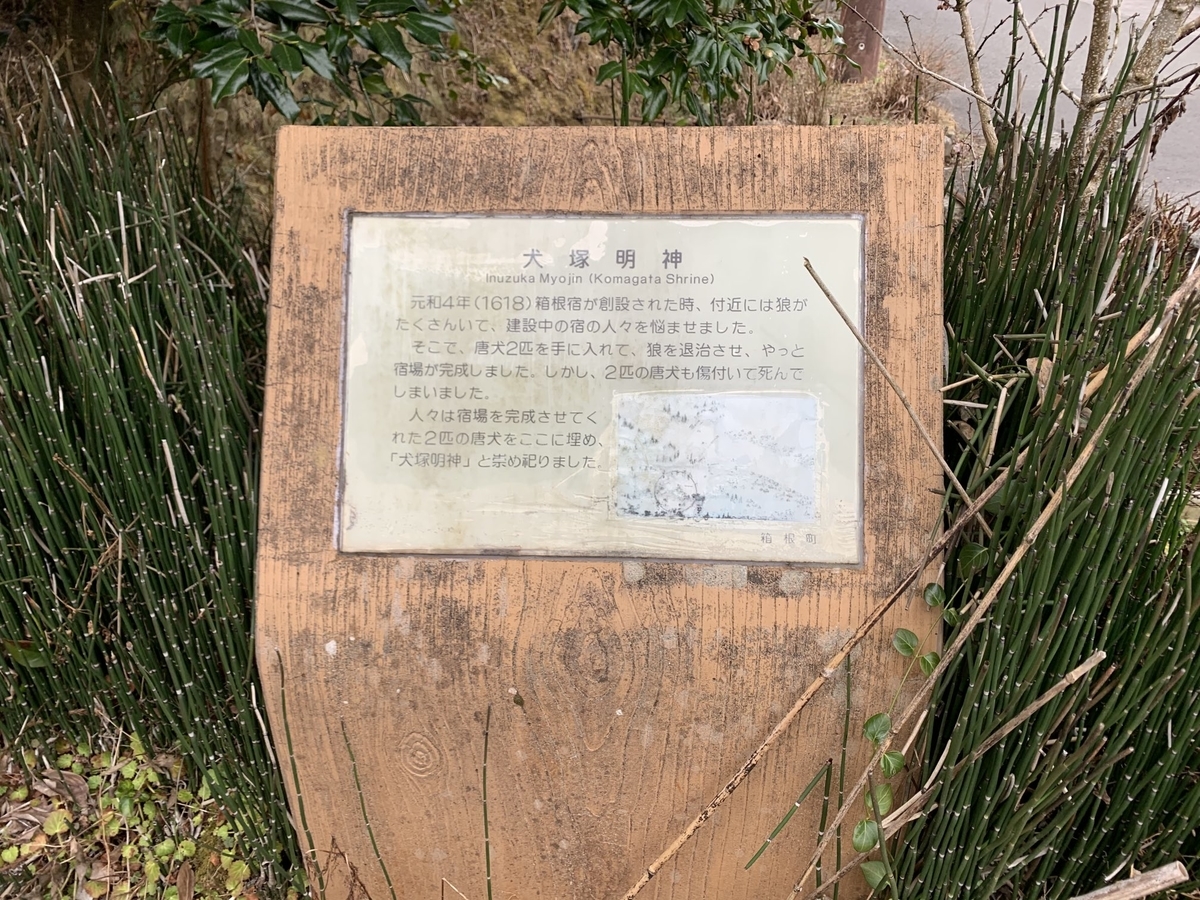 犬塚明神
Inuzuka Myojin (Komagata Shrine)
元和4年(1618)箱根宿が創設された時、付近には狼が
たくさんいて、建設中の宿の人々を悩ませました。
そこで、唐犬2匹を手に入れて、狼を退治させ、やっと
宿場が完成しました。しかし、2匹の唐犬も傷付いて死んで
しまいました。
人々は宿場を完成させてく
れた2匹の唐犬をここに埋め、
「犬塚明神」と崇め祀りました。
箱根町